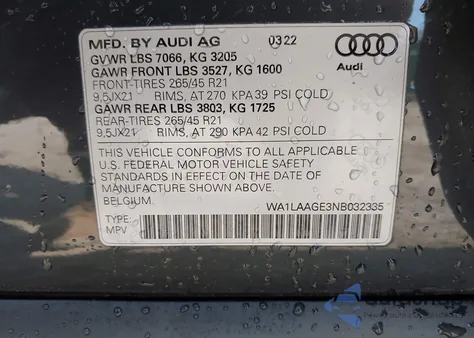 MFD. BY AUDI AG 03 22
GVWR LBS 7066, KG 3205
GAWR FRONT LBS 3527, KG 1600
FRONT-TIRES 265/45 R21
9,5JX21 RIMS, AT 270 KPA 39 PSI COLD
GAWR REAR LBS 3803, KG 1725
REAR-TIRES 265/45 R21
9,5JX21 RIMS, AT 290 KPA 42 PSI COLD
Audi
THIS VEHICLE CONFORMS TO ALL APPLICABLE
U.S. FEDERAL MOTOR VEHICLE SAFETY
STANDARDS IN EFFECT ON THE DATE OF
MANUFACTURE SHOWN ABOVE.
BELGIUM. WA1LAAGE3NB032335
TYPE:
MPV